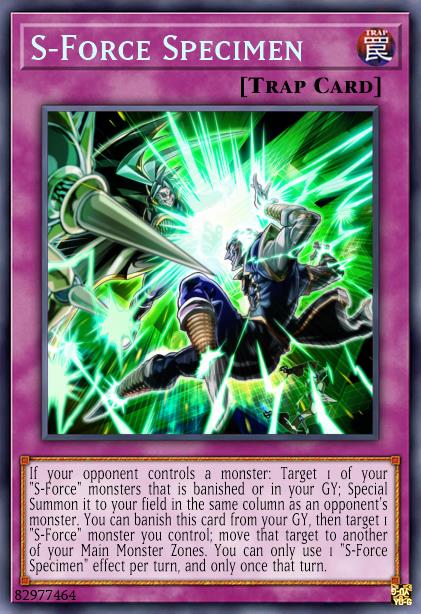 S-Force Specimen
TRAP
罠
[Trap Card]
If your opponent controls a monster: Target 1 of your
"S-Force" monsters that is banished or in your GY; Special
Summon it to your field in the same column as an opponent's
monster. You can banish this card from your GY, then target 1
"S-Force" monster you control; move that target to another
of your Main Monster Zones. You can only use 1 "S-Force
Specimen" effect per turn, and only once that turn.
82977464